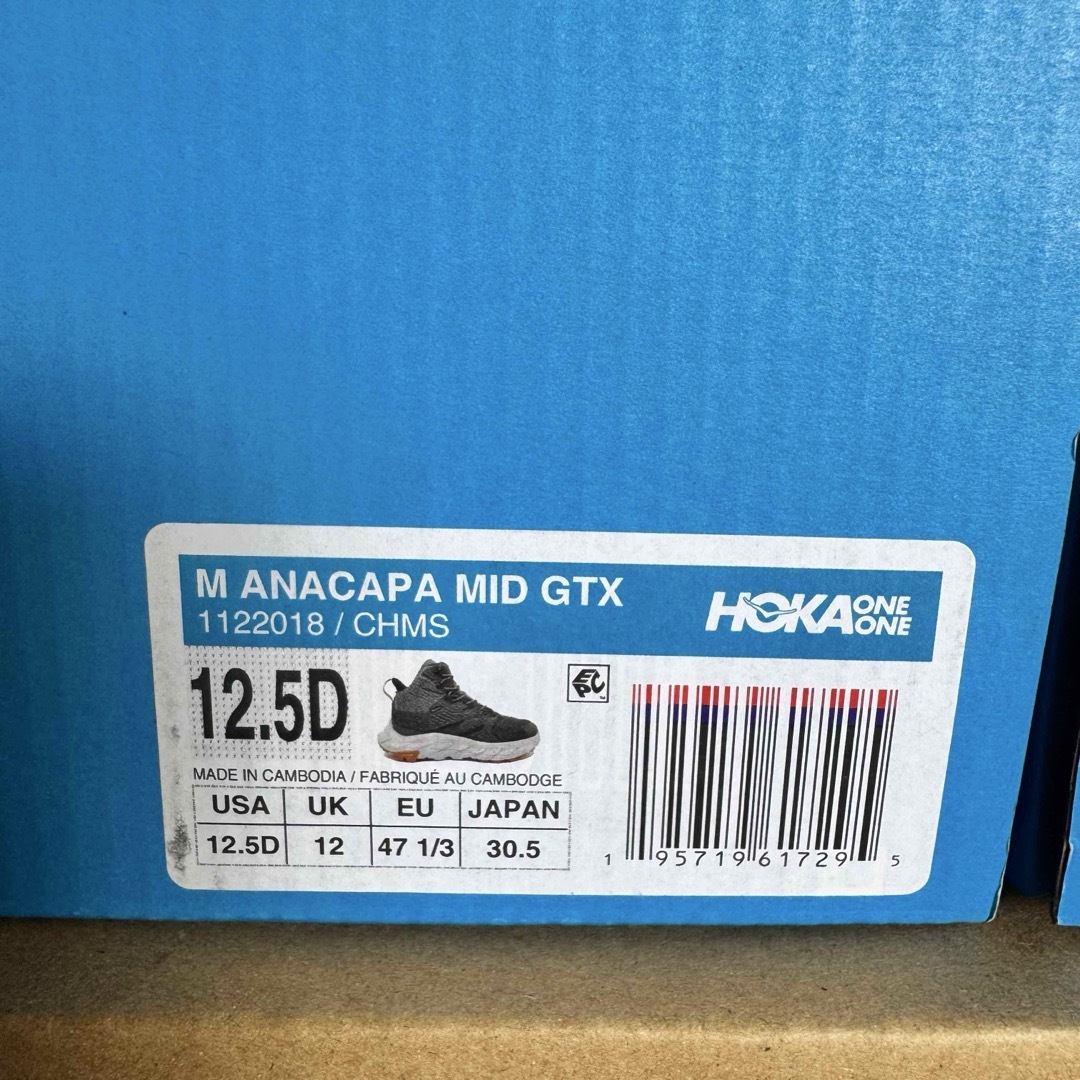 M ANACAPA MID GTX
1122018 / CHMS
HOKA ONE ONE
12.5D
EPC
MADE IN CAMBODIA / FABRIQUÉ AU CAMBODGE
USA UK EU JAPAN
12.5D 12 47 1/3 30.5
1 95719 61729 5